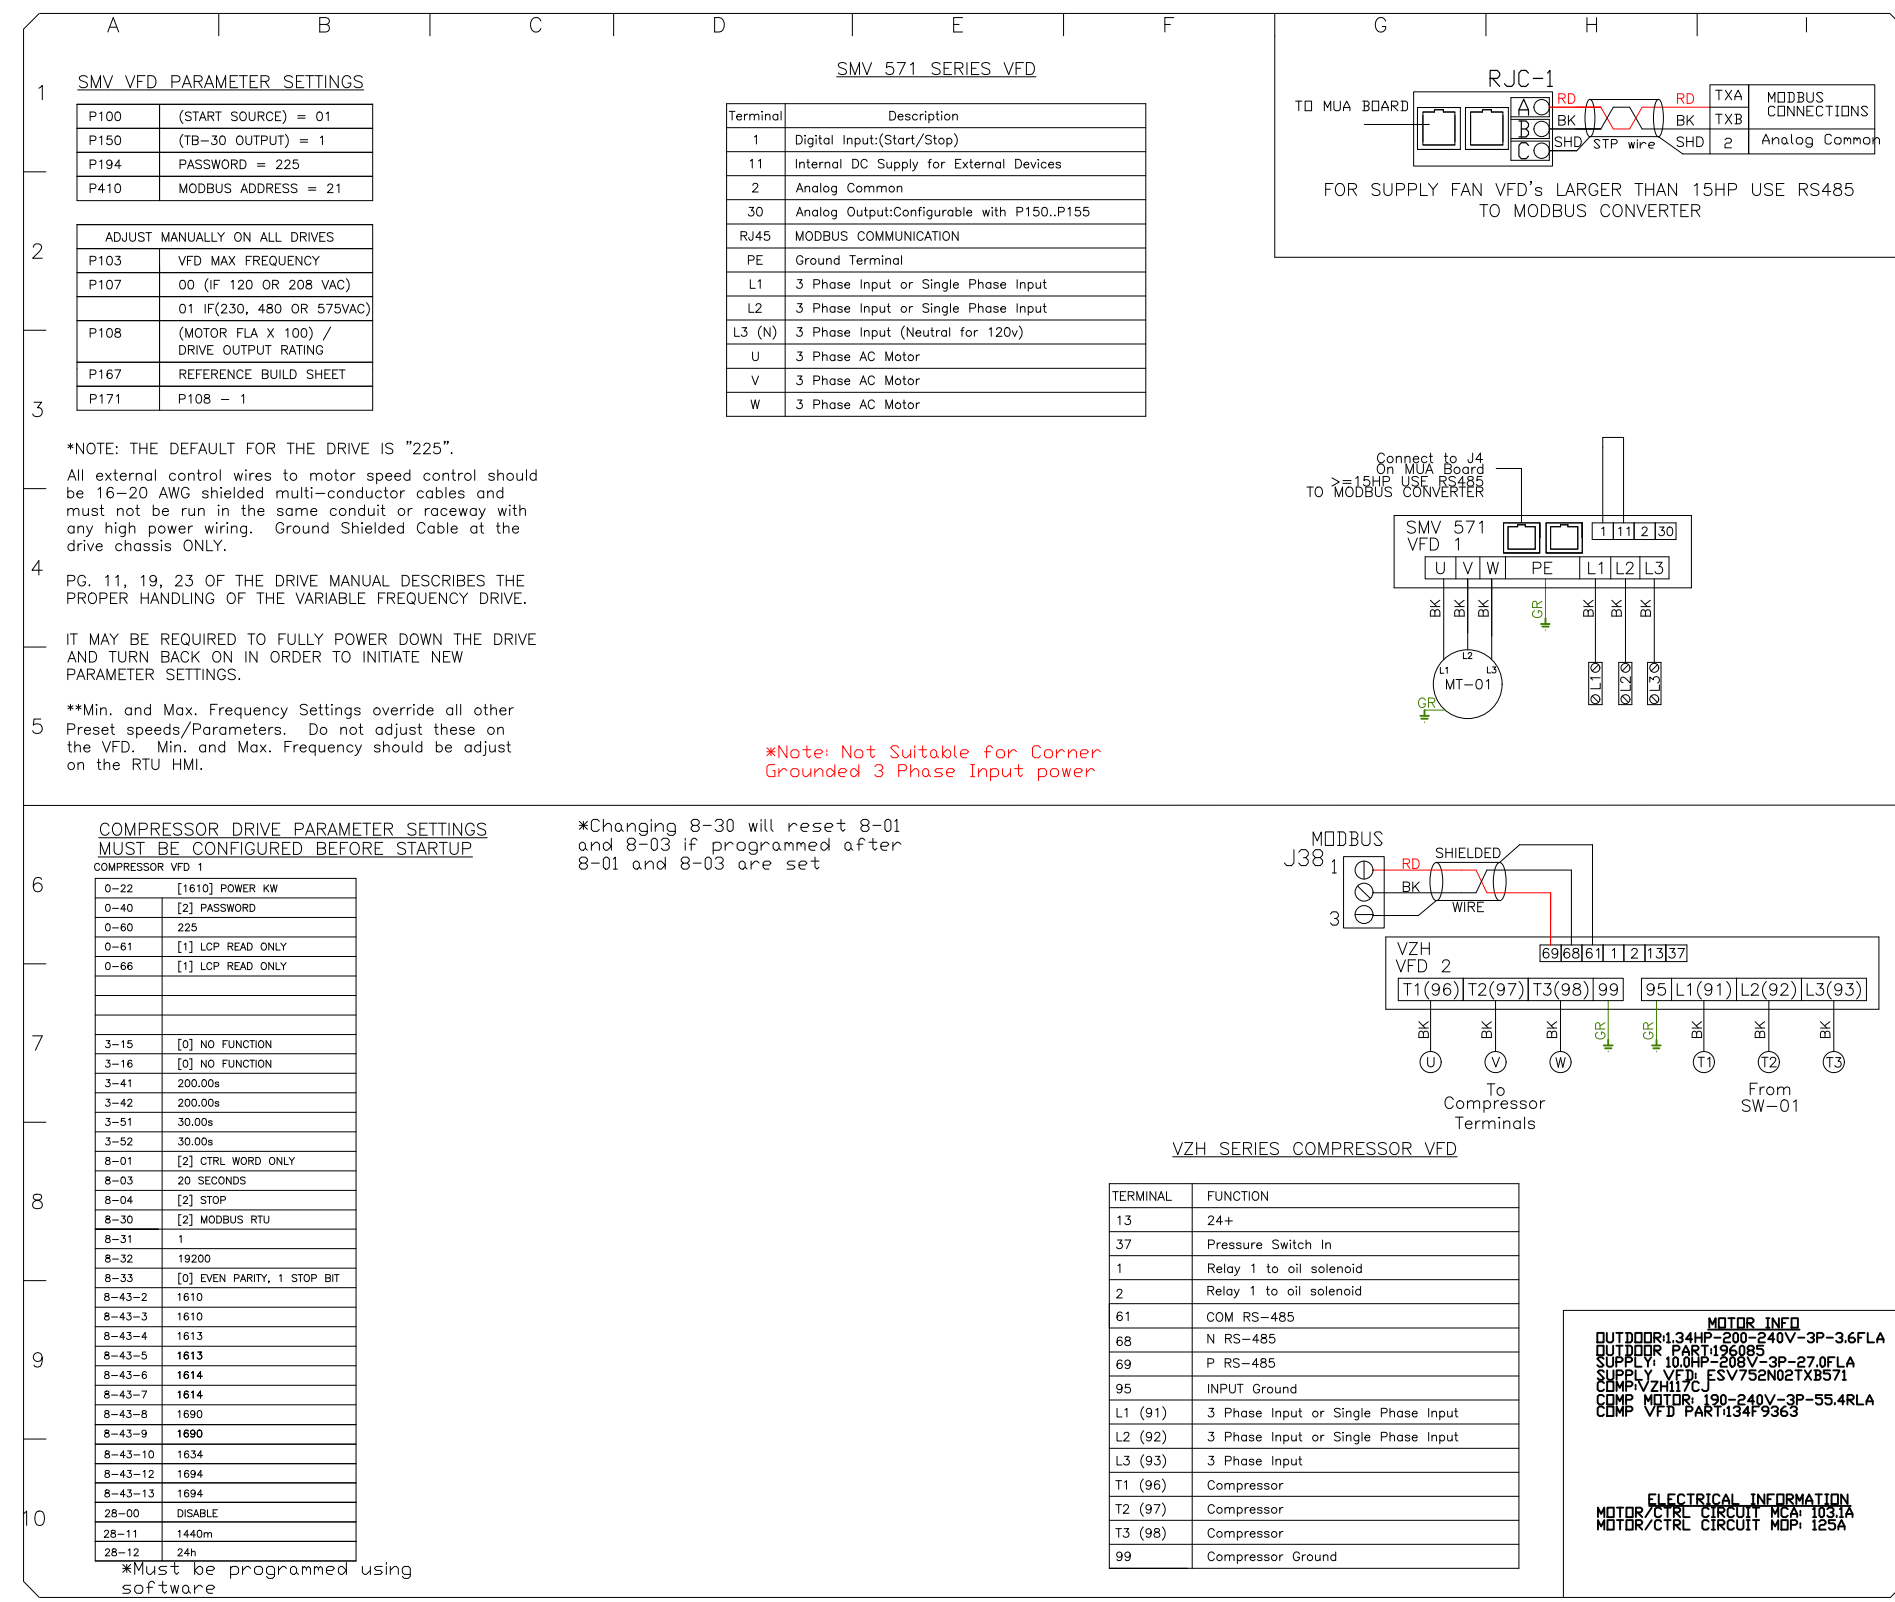 A B C D E F G H I
1
2
3
4
5
6
7
8
9
10
SMV VFD PARAMETER SETTINGS
P100 (START SOURCE) = 01
P150 (TB-30 OUTPUT) = 1
P194 PASSWORD = 225
P410 MODBUS ADDRESS = 21
ADJUST MANUALLY ON ALL DRIVES
P103 VFD MAX FREQUENCY
P107 00 (IF 120 OR 208 VAC)
01 IF(230, 480 OR 575VAC)
P108 (MOTOR FLA X 100) /
DRIVE OUTPUT RATING
P167 REFERENCE BUILD SHEET
P171 P108 - 1
*NOTE: THE DEFAULT FOR THE DRIVE IS "225".
All external control wires to motor speed control should
be 16-20 AWG shielded multi-conductor cables and
must not be run in the same conduit or raceway with
any high power wiring. Ground Shielded Cable at the
drive chassis ONLY.
PG. 11, 19, 23 OF THE DRIVE MANUAL DESCRIBES THE
PROPER HANDLING OF THE VARIABLE FREQUENCY DRIVE.
IT MAY BE REQUIRED TO FULLY POWER DOWN THE DRIVE
AND TURN BACK ON IN ORDER TO INITIATE NEW
PARAMETER SETTINGS.
**Min. and Max. Frequency Settings override all other
Preset speeds/Parameters. Do not adjust these on
the VFD. Min. and Max. Frequency should be adjust
on the RTU HMI.
SMV 571 SERIES VFD
Terminal Description
1 Digital Input:(Start/Stop)
11 Internal DC Supply for External Devices
2 Analog Common
30 Analog Output:Configurable with P150..P155
RJ45 MODBUS COMMUNICATION
PE Ground Terminal
L1 3 Phase Input or Single Phase Input
L2 3 Phase Input or Single Phase Input
L3 (N) 3 Phase Input (Neutral for 120v)
U 3 Phase AC Motor
V 3 Phase AC Motor
W 3 Phase AC Motor
*Note: Not Suitable for Corner
Grounded 3 Phase Input power
RJC-1
TO MUA BOARD
A RD RD TXA MODBUS
CONNECTIONS
B BK BK TXB
C SHD STP wire SHD 2 Analog Common
FOR SUPPLY FAN VFD's LARGER THAN 15HP USE RS485
TO MODBUS CONVERTER
Connect to J4
On MUA Board
>=15HP USE RS485
TO MODBUS CONVERTER
SMV 571
VFD 1
1 11 2 30
U V W PE L1 L2 L3
BK BK BK GR BK BK BK
L1 L2 L3
MT-01
GR
L1 L2 L3
COMPRESSOR DRIVE PARAMETER SETTINGS
MUST BE CONFIGURED BEFORE STARTUP
COMPRESSOR VFD 1
0-22 [1610] POWER KW
0-40 [2] PASSWORD
0-60 225
0-61 [1] LCP READ ONLY
0-66 [1] LCP READ ONLY
3-15 [0] NO FUNCTION
3-16 [0] NO FUNCTION
3-41 200.00s
3-42 200.00s
3-51 30.00s
3-52 30.00s
8-01 [2] CTRL WORD ONLY
8-03 20 SECONDS
8-04 [2] STOP
8-30 [2] MODBUS RTU
8-31 1
8-32 19200
8-33 [0] EVEN PARITY, 1 STOP BIT
8-43-2 1610
8-43-3 1610
8-43-4 1613
8-43-5 1613
8-43-6 1614
8-43-7 1614
8-43-8 1690
8-43-9 1690
8-43-10 1634
8-43-12 1694
8-43-13 1694
28-00 DISABLE
28-11 1440m
28-12 24h
*Must be programmed using
software
*Changing 8-30 will reset 8-01
and 8-03 if programmed after
8-01 and 8-03 are set
MODBUS
J38
1
3
RD
BK
SHIELDED
WIRE
VZH
VFD 2
69 68 61 1 2 13 37
T1(96) T2(97) T3(98) 99 95 L1(91) L2(92) L3(93)
BK BK BK GR GR BK BK BK
U V W T1 T2 T3
To
Compressor
Terminals
From
SW-01
VZH SERIES COMPRESSOR VFD
TERMINAL FUNCTION
13 24+
37 Pressure Switch In
1 Relay 1 to oil solenoid
2 Relay 1 to oil solenoid
61 COM RS-485
68 N RS-485
69 P RS-485
95 INPUT Ground
L1 (91) 3 Phase Input or Single Phase Input
L2 (92) 3 Phase Input or Single Phase Input
L3 (93) 3 Phase Input
T1 (96) Compressor
T2 (97) Compressor
T3 (98) Compressor
99 Compressor Ground
MOTOR INFO
OUTDOOR:1.34HP-200-240V-3P-3.6FLA
OUTDOOR PART:196085
SUPPLY: 10.0HP-208V-3P-27.0FLA
SUPPLY VFD: ESV752N02TXB571
COMP:VZH117CJ
COMP MOTOR: 190-240V-3P-55.4RLA
COMP VFD PART:134F9363
ELECTRICAL INFORMATION
MOTOR/CTRL CIRCUIT MCA: 103.1A
MOTOR/CTRL CIRCUIT MOP: 125A